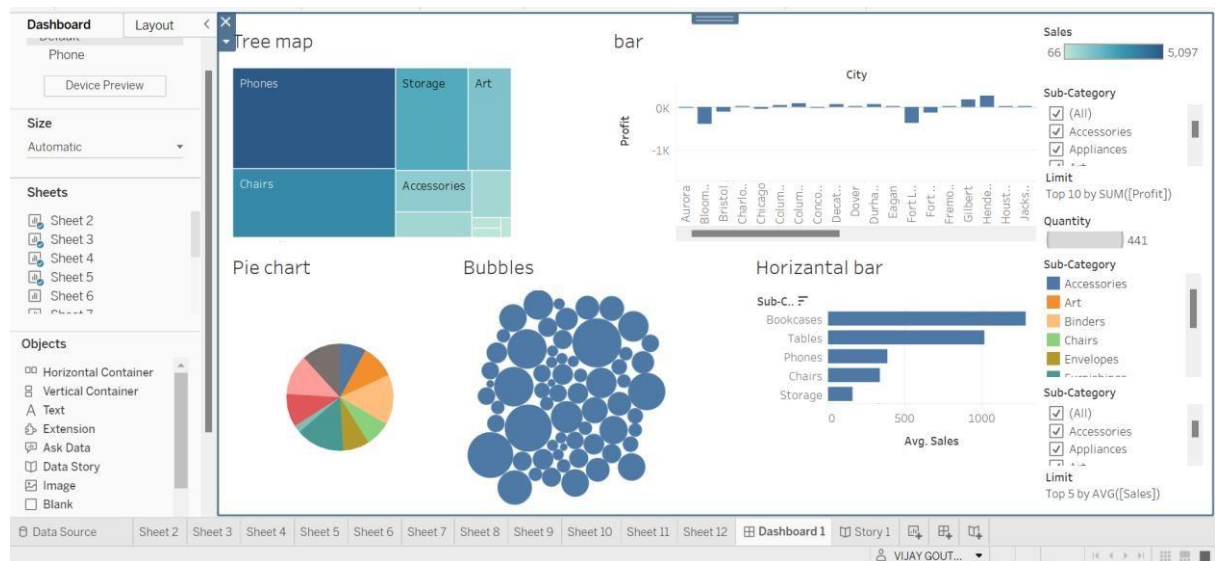 Dashboard Layout
Default
Phone
Device Preview
Size
Automatic
Sheets
Sheet 2
Sheet 3
Sheet 4
Sheet 5
Sheet 6
Sheet 7
Objects
Horizontal Container
Vertical Container
A Text
Extension
Ask Data
Data Story
Image
Blank
Tree map
Phones
Storage
Art
Chairs
Accessories
bar
City
Profit
0K
-1K
Aurora
Bloom..
Bristol
Charlo..
Chicago
Colum..
Colum..
Conco..
Decat..
Dover
Durha..
Eagan
Fort L..
Fort ..
Fremo..
Gilbert
Hende..
Houst..
Jacks..
Pie chart
Bubbles
Horizantal bar
Sub-C..
Bookcases
Tables
Phones
Chairs
Storage
0 500 1000
Avg. Sales
Sales
66 5,097
Sub-Category
(All)
Accessories
Appliances
Art
Limit
Top 10 by SUM([Profit])
Quantity
441
Sub-Category
Accessories
Art
Binders
Chairs
Envelopes
Furnishings
Sub-Category
(All)
Accessories
Appliances
Art
Limit
Top 5 by AVG([Sales])
Data Source Sheet 2 Sheet 3 Sheet 4 Sheet 5 Sheet 6 Sheet 7 Sheet 8 Sheet 9 Sheet 10 Sheet 11 Sheet 12 Dashboard 1 Story 1
VIJAY GOUT...